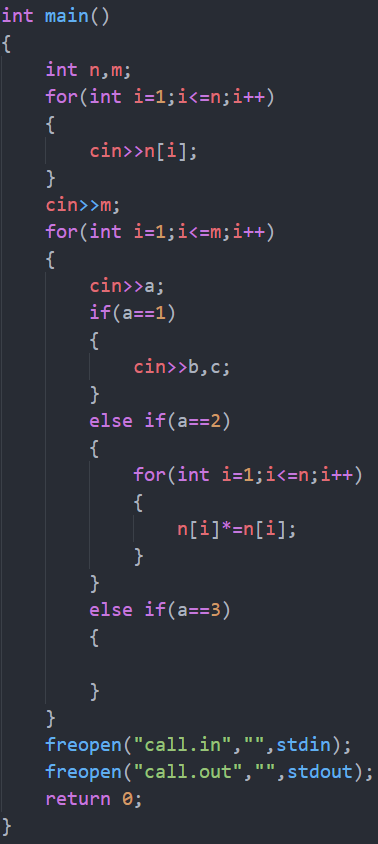 int main()
{
    int n,m;
    for(int i=1;i<=n;i++)
    {
        cin>>n[i];
    }
    cin>>m;
    for(int i=1;i<=m;i++)
    {
        cin>>a;
        if(a==1)
        {
            cin>>b,c;
        }
        else if(a==2)
        {
            for(int i=1;i<=n;i++)
            {
                n[i]*=n[i];
            }
        }
        else if(a==3)
        {

        }
    }
    freopen("call.in","",stdin);
    freopen("call.out","",stdout);
    return 0;
}